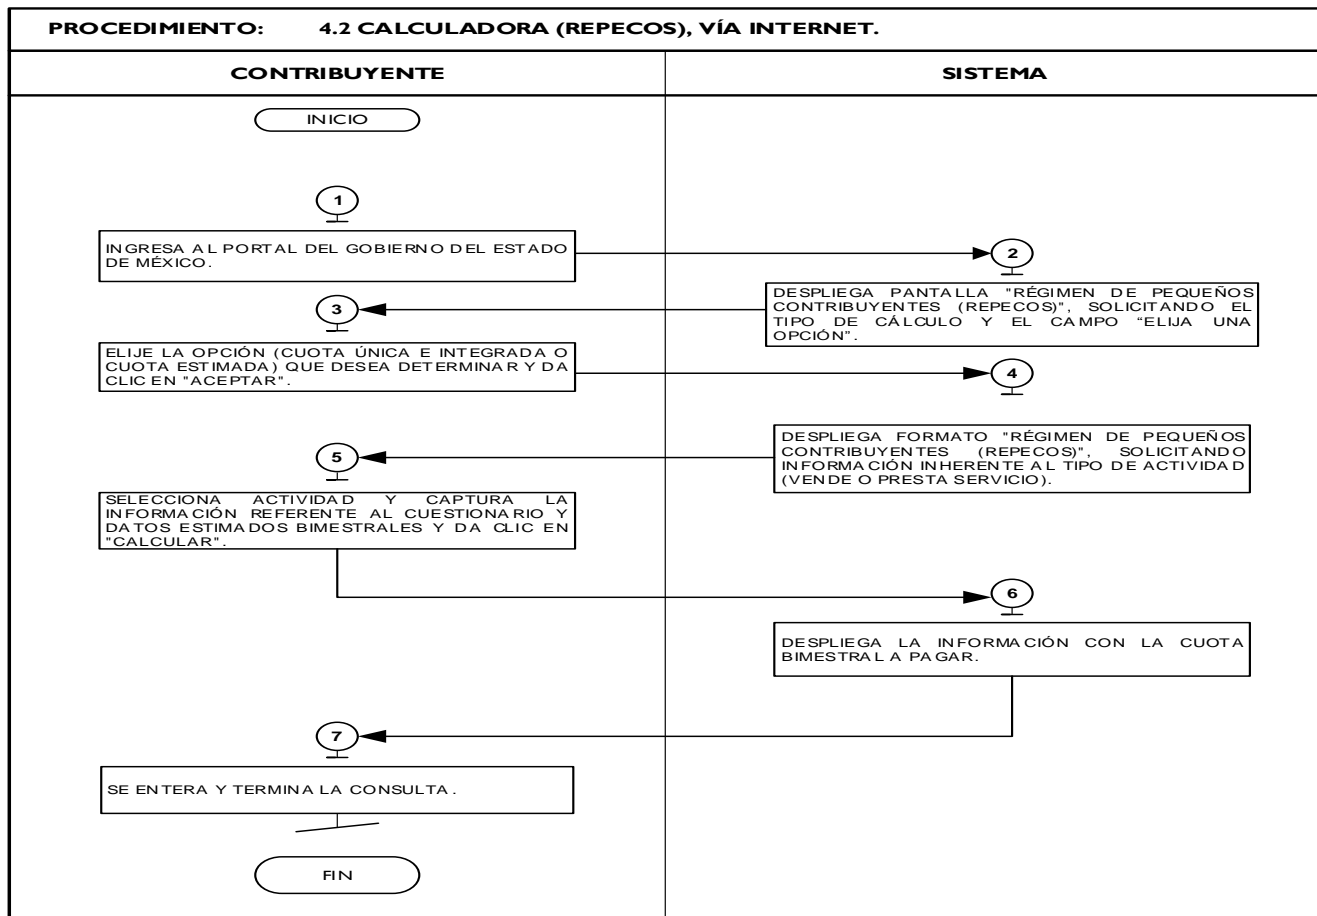 PROCEDIMIENTO: 4.2 CALCULADORA (REPECOS), VÍA INTERNET.
CONTRIBUYENTE
SISTEMA
INICIO
1
INGRESA AL PORTAL DEL GOBIERNO DEL ESTADO
DE MÉXICO.
2
DESPLIEGA PANTALLA "RÉGIMEN DE PEQUEÑOS
CONTRIBUYENTES (REPECOS)", SOLICITANDO EL
TIPO DE CÁLCULO Y EL CAMPO “ELIJA UNA
OPCIÓN”.
3
ELIJE LA OPCIÓN (CUOTA ÚNICA E INTEGRADA O
CUOTA ESTIMADA) QUE DESEA DETERMINAR Y DA
CLIC EN "ACEPTAR".
4
DESPLIEGA FORMATO "RÉGIMEN DE PEQUEÑOS
CONTRIBUYENTES (REPECOS)", SOLICITANDO
INFORMACIÓN INHERENTE AL TIPO DE ACTIVIDAD
(VENDE O PRESTA SERVICIO).
5
SELECCIONA ACTIVIDAD Y CAPTURA LA
INFORMACIÓN REFERENTE AL CUESTIONARIO Y
DATOS ESTIMADOS BIMESTRALES Y DA CLIC EN
"CALCULAR".
6
DESPLIEGA LA INFORMACIÓN CON LA CUOTA
BIMESTRAL A PAGAR.
7
SE ENTERA Y TERMINA LA CONSULTA.
FIN